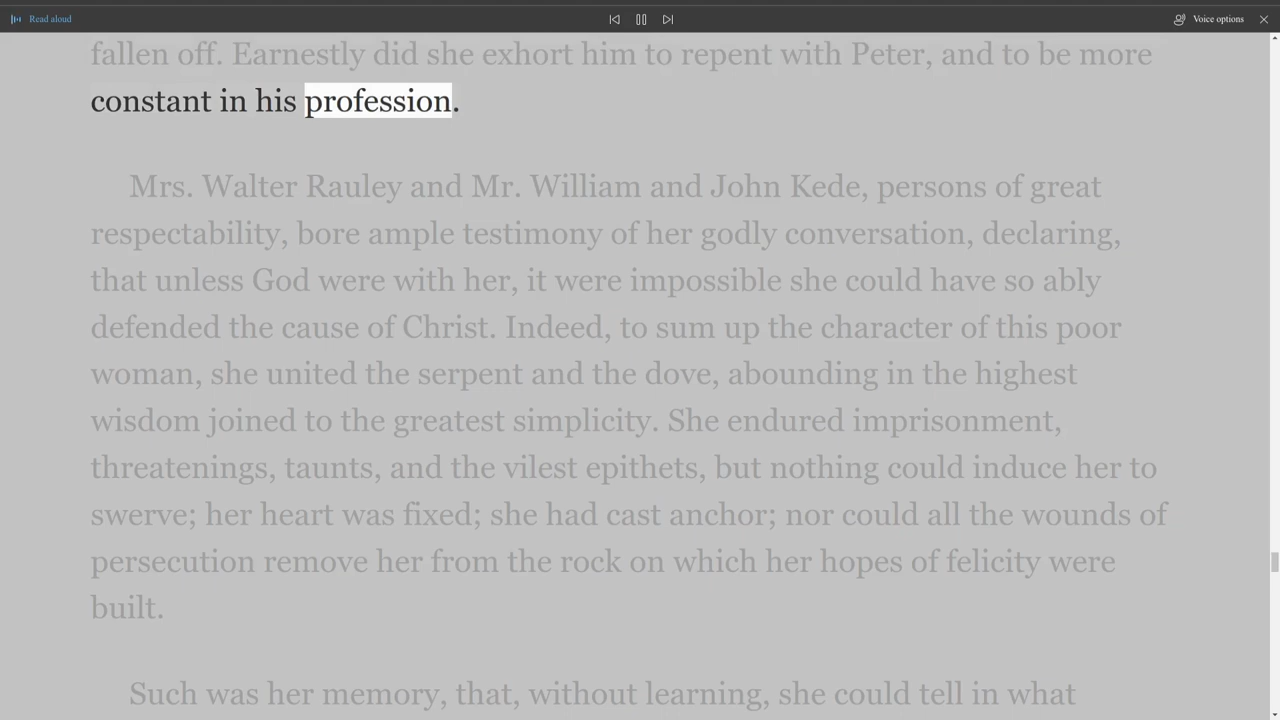 Read aloud
Voice options
fallen off. Earnestly did she exhort him to repent with Peter, and to be more
constant in his profession.
Mrs. Walter Rauley and Mr. William and John Kede, persons of great
respectability, bore ample testimony of her godly conversation, declaring,
that unless God were with her, it were impossible she could have so ably
defended the cause of Christ. Indeed, to sum up the character of this poor
woman, she united the serpent and the dove, abounding in the highest
wisdom joined to the greatest simplicity. She endured imprisonment,
threatenings, taunts, and the vilest epithets, but nothing could induce her to
swerve; her heart was fixed; she had cast anchor; nor could all the wounds of
persecution remove her from the rock on which her hopes of felicity were
built.
Such was her memory, that, without learning, she could tell in what